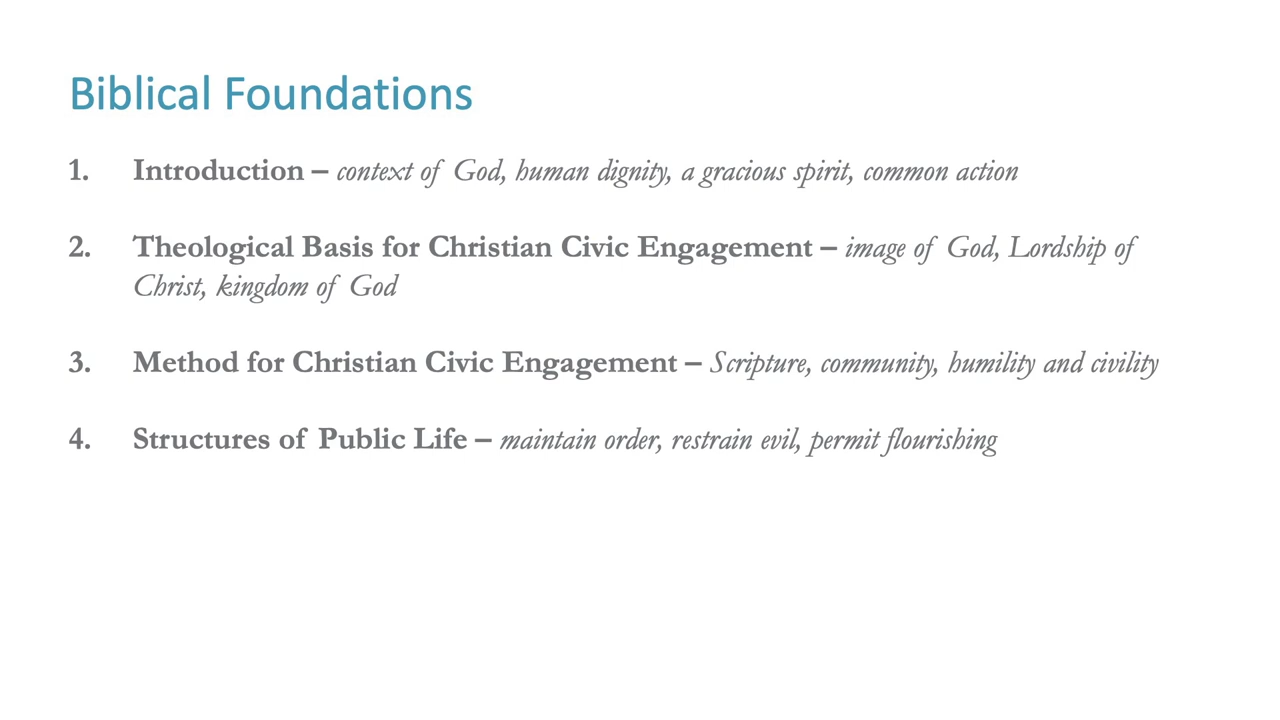 Biblical Foundations
1. Introduction – context of God, human dignity, a gracious spirit, common action
2. Theological Basis for Christian Civic Engagement – image of God, Lordship of
Christ, kingdom of God
3. Method for Christian Civic Engagement – Scripture, community, humility and civility
4. Structures of Public Life – maintain order, restrain evil, permit flourishing